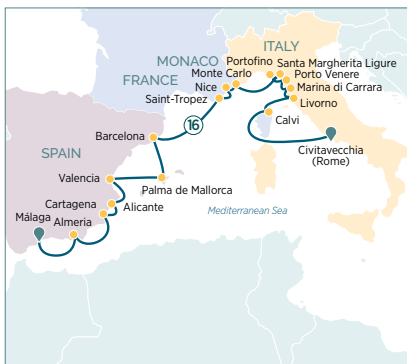 ITALY
MONACO
Portofino
Santa Margherita Ligure
Monte Carlo
Porto Venere
FRANCE
Nice
Marina di Carrara
Saint-Tropez
Livorno
16
Calvi
Barcelona
Civitavecchia
(Rome)
SPAIN
Valencia
Palma de Mallorca
Cartagena
Alicante
Mediterranean Sea
Málaga
Almeria